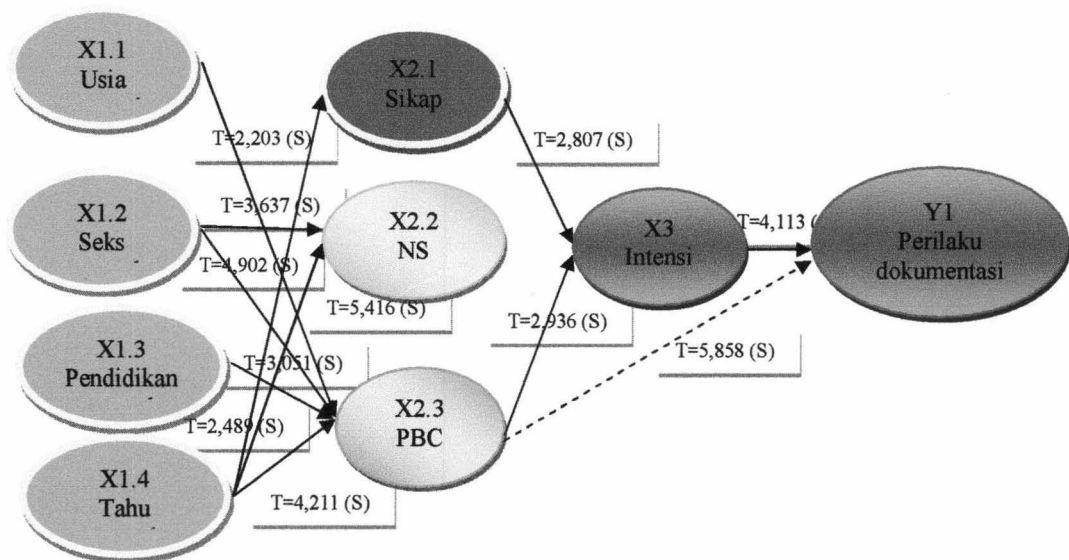 X1.1
Usia
X2.1
Sikap
T=2,203 (S)
T=2,807 (S)
X1.2
Seks
T=3,637 (S)
X2.2
NS
X3
Intensi
T=4,113 (
Y1
Perilaku
dokumentasi
T=4,902 (S)
T=5,416 (S)
T=2,936 (S)
X1.3
Pendidikan
T=3,051 (S)
T=5,858 (S)
X2.3
PBC
T=2,489 (S)
X1.4
Tahu
T=4,211 (S)